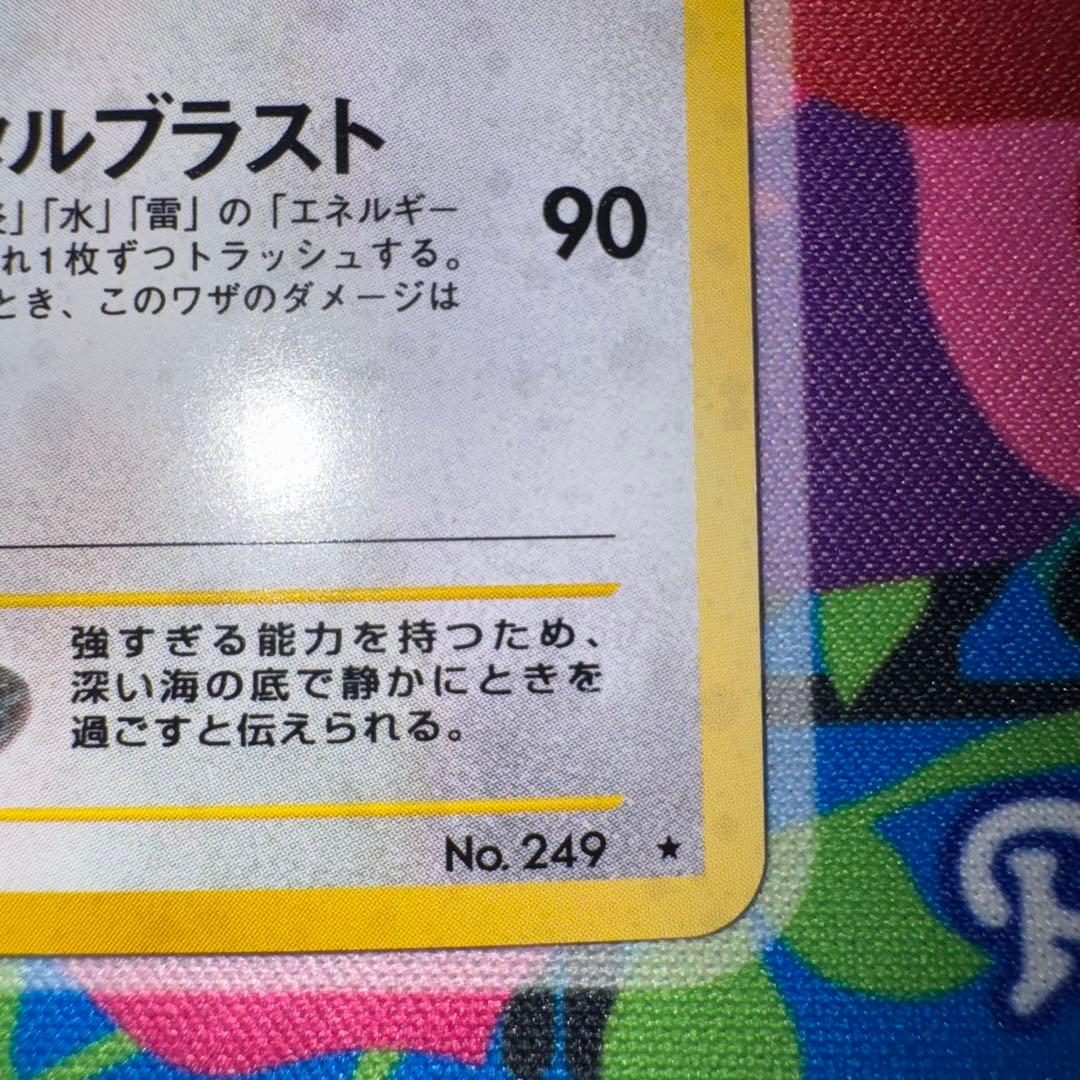 ルブラスト
」「水」「雷」の「エネルギー
れ1枚ずつトラッシュする。
とき、このワザのダメージは
90
強すぎる能力を持つため、
深い海の底で静かにときを
過ごすと伝えられる。
No. 249 ★